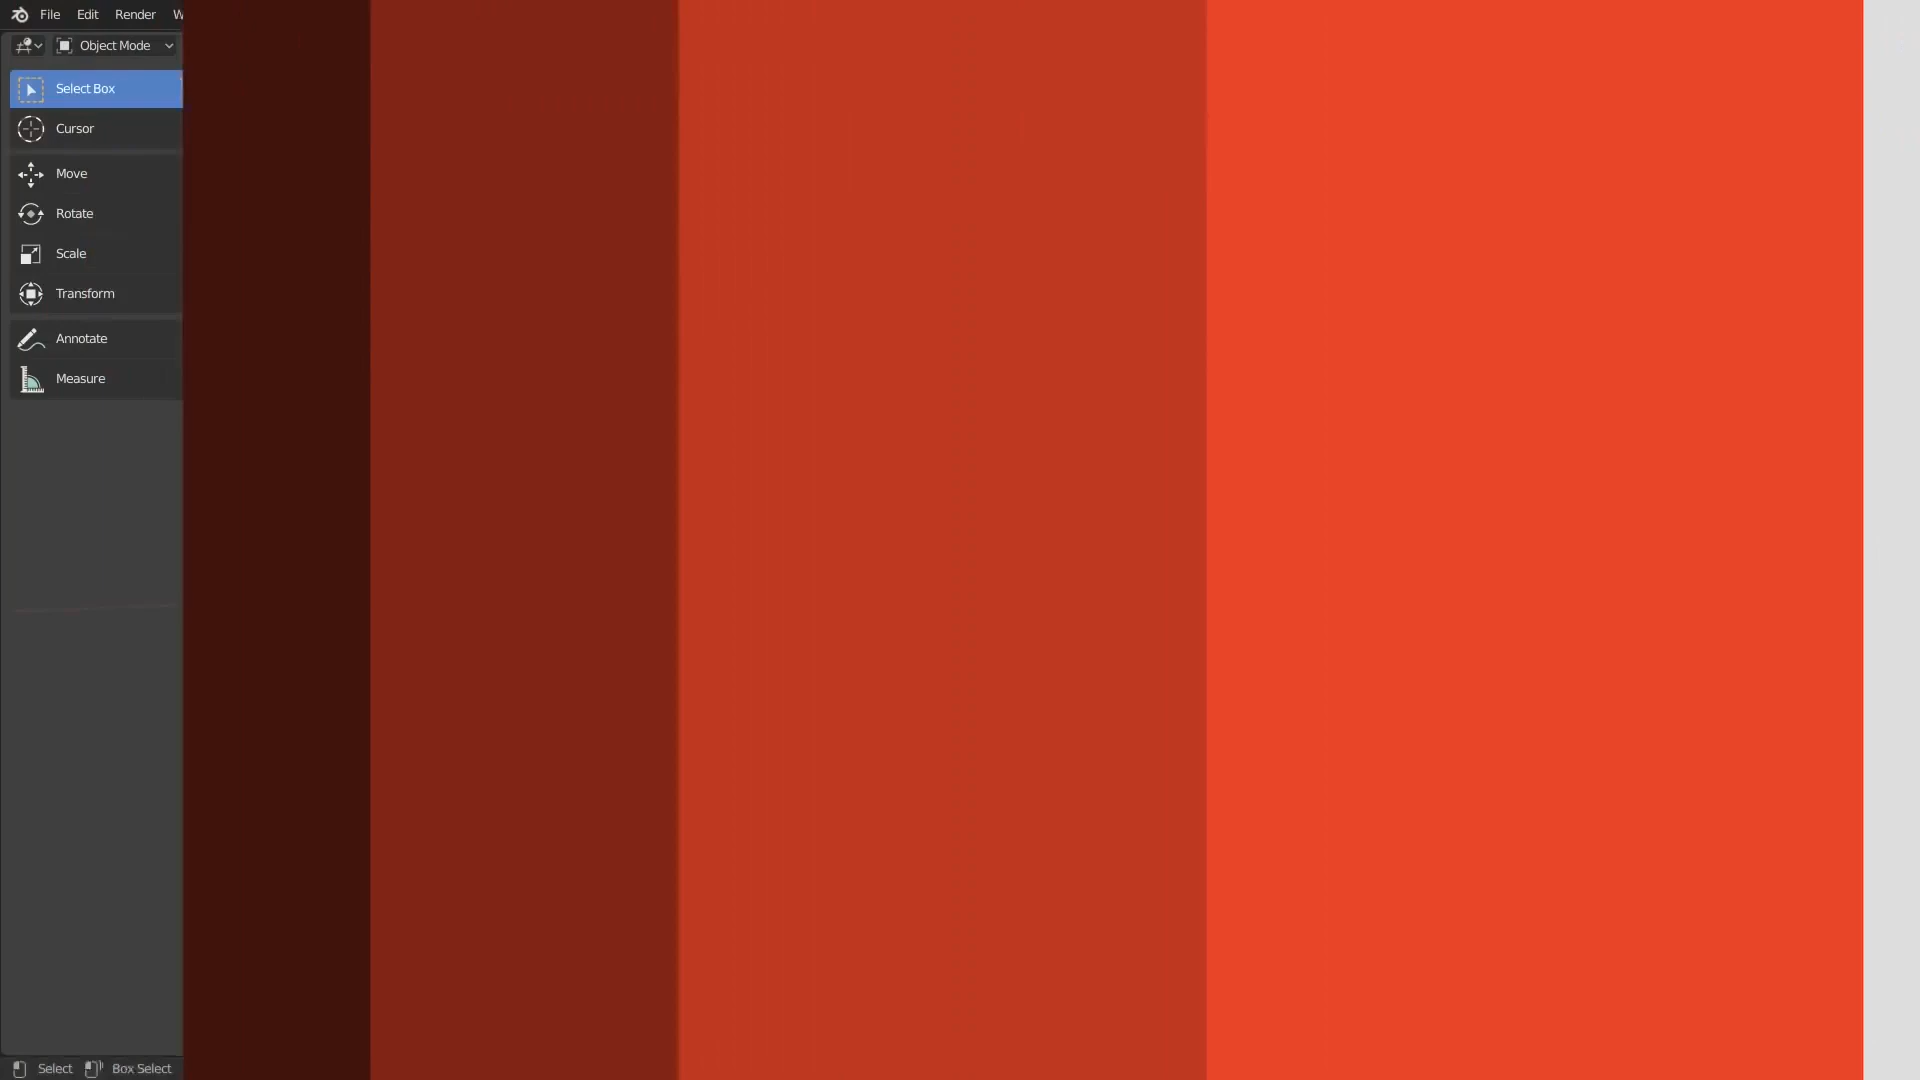 File Edit Render
Object Mode
Select Box
Cursor
Move
Rotate
Scale
Transform
Annotate
Measure
Select Box Select